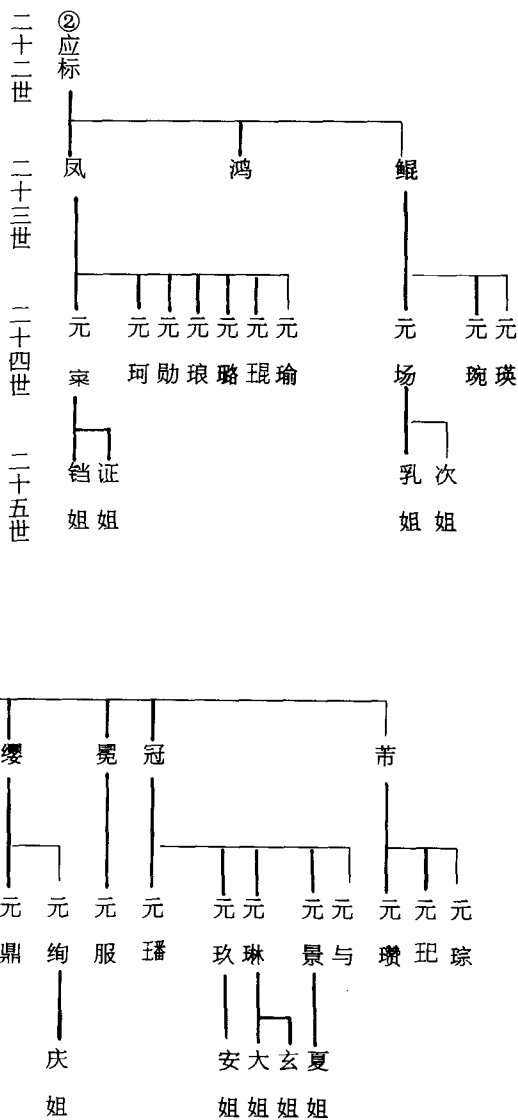 二十二世
②应标
二十三世
凤
鸿
鲲
二十四世
元
元珂
元勋
元琅
元璐
元琨
元瑜
元玚
元琬
元瑛
二十五世
铛姐
证姐
乳姐
次姐
缨
冕
冠
芾
元鼎
元绚
元服
元璠
元玖
元琳
元景
元与
元瓒
元玘
元琮
庆姐
安姐
大姐
玄姐
夏姐